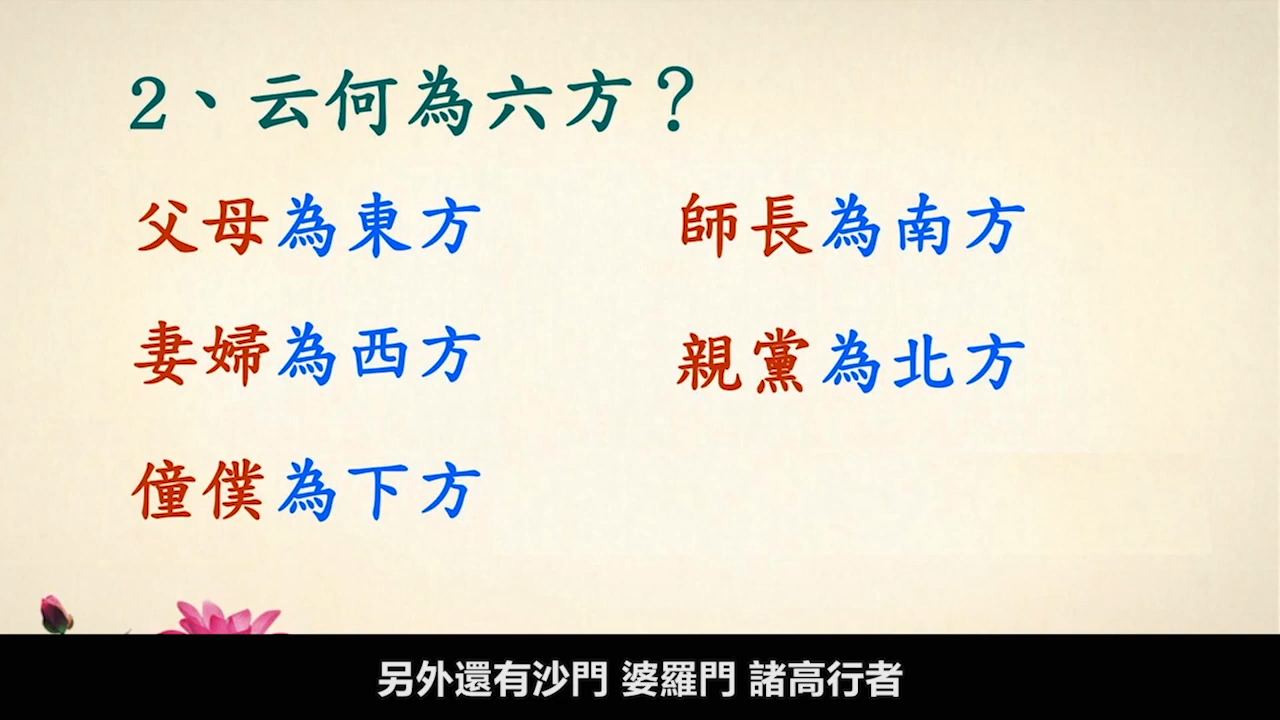 2、云何為六方？
父母為東方 師長為南方
妻婦為西方 親黨為北方
僮僕為下方
另外還有沙門 婆羅門 諸高行者